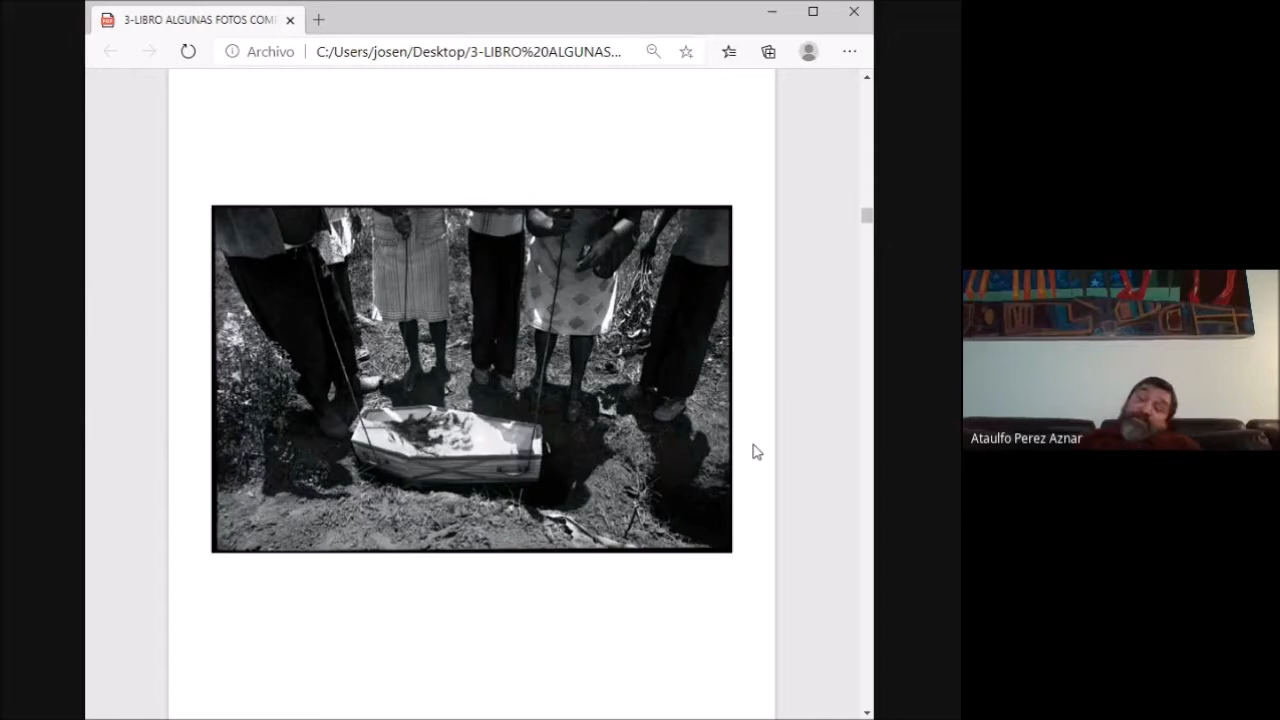 3-LIBRO ALGUNAS FOTOS COM
Archivo
C:/Users/josen/Desktop/3-LIBRO%20ALGUNAS...
Ataulfo Perez Aznar